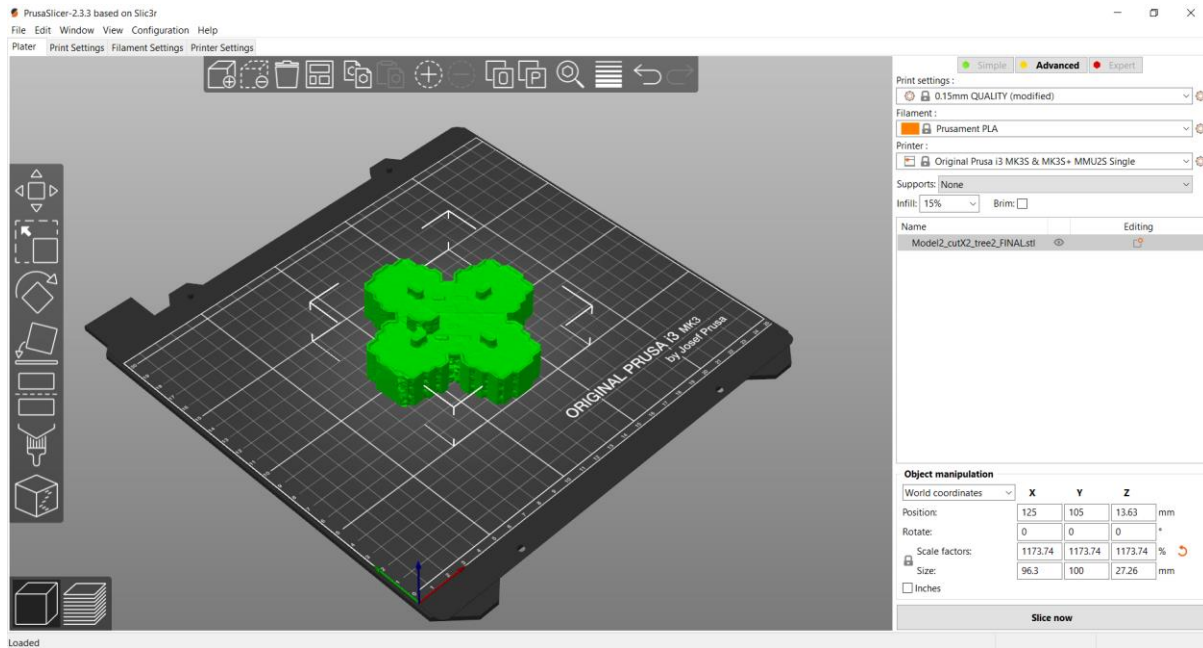 PrusaSlicer-2.3.3 based on Slic3r
File Edit Window View Configuration Help
Plater Print Settings Filament Settings Printer Settings
Simple Advanced Expert
Print settings :
0.15mm QUALITY (modified)
Filament :
Prusament PLA
Printer :
Original Prusa i3 MK3S & MK3S+ MMU2S Single
Supports: None
Infill: 15% Brim:
Name Editing
Model2_cutX2_tree2_FINAL.stl
ORIGINAL PRUSA i3 MK3
by Josef Prusa
Object manipulation
World coordinates X Y Z
Position: 125 105 13.63 mm
Rotate: 0 0 0 °
Scale factors: 1173.74 1173.74 1173.74 %
Size: 96.3 100 27.26 mm
Inches
Slice now
Loaded